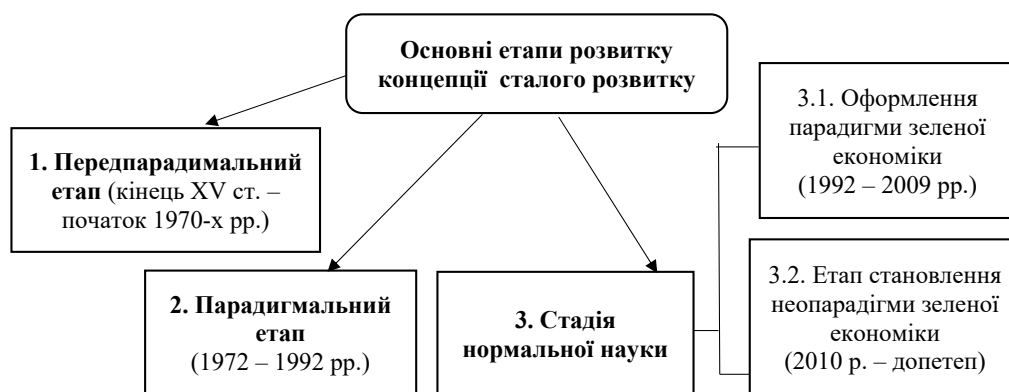 Основні етапи розвитку
концепції сталого розвитку
1. Передпарадимальний
етап (кінець XV ст. –
початок 1970-х рр.)
2. Парадигмальний
етап
(1972 – 1992 рр.)
3. Стадія
нормальної науки
3.1. Оформлення
парадигми зеленої
економіки
(1992 – 2009 рр.)
3.2. Етап становлення
неопарадігми зеленої
економіки
(2010 р. – допетеп)